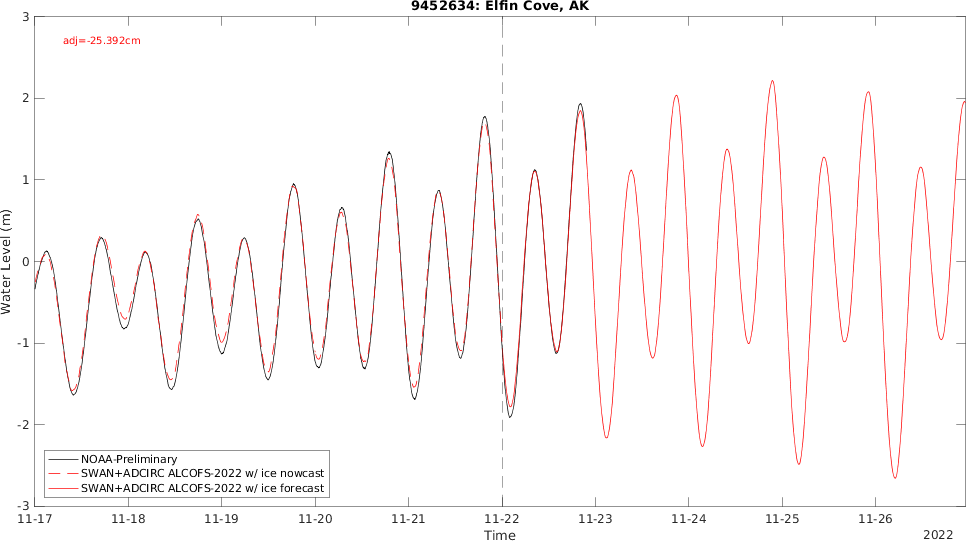 9452634: Elfin Cove, AK
adj=-25.392cm
Water Level (m)
3
2
1
0
-1
-2
-3
NOAA-Preliminary
SWAN+ADCIRC ALCOFS-2022 w/ ice nowcast
SWAN+ADCIRC ALCOFS-2022 w/ ice forecast
11-17 11-18 11-19 11-20 11-21 11-22 11-23 11-24 11-25 11-26
Time
2022